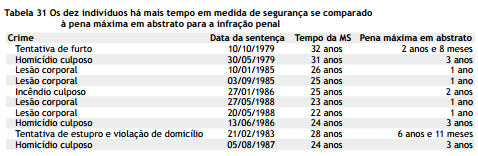 Tabela 31 Os dez indivíduos há mais tempo em medida de segurança se comparado
à pena máxima em abstrato para a infração penal
Crime Data da sentença Tempo da MS Pena máxima em abstrato
Tentativa de furto 10/10/1979 32 anos 2 anos e 8 meses
Homicídio culposo 30/05/1979 31 anos 3 anos
Lesão corporal 10/01/1985 26 anos 1 ano
Lesão corporal 03/09/1985 25 anos 1 ano
Incêndio culposo 27/01/1986 25 anos 2 anos
Lesão corporal 27/05/1988 23 anos 1 ano
Lesão corporal 20/05/1988 22 anos 1 ano
Homicídio culposo 13/06/1986 24 anos 3 anos
Tentativa de estupro e violação de domicílio 21/02/1983 28 anos 6 anos e 11 meses
Homicídio culposo 05/08/1987 24 anos 3 anos